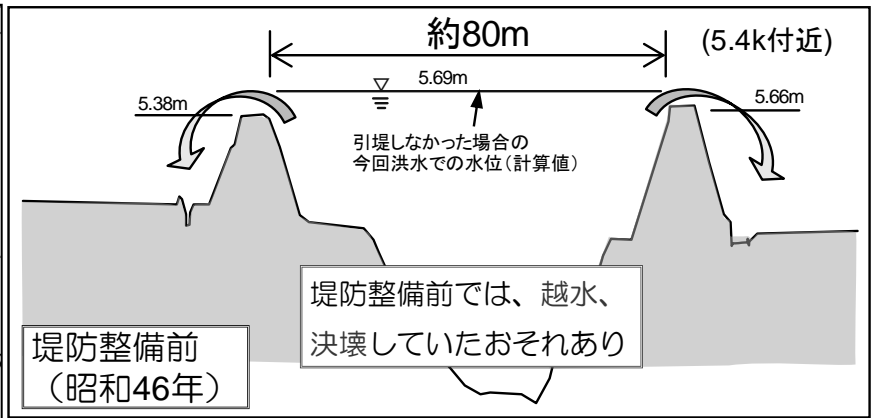 約80m
(5.4k付近)
5.69m
5.38m
5.66m
引堤しなかった場合の
今回洪水での水位(計算値)
堤防整備前では、越水、
決壊していたおそれあり
堤防整備前
（昭和46年）